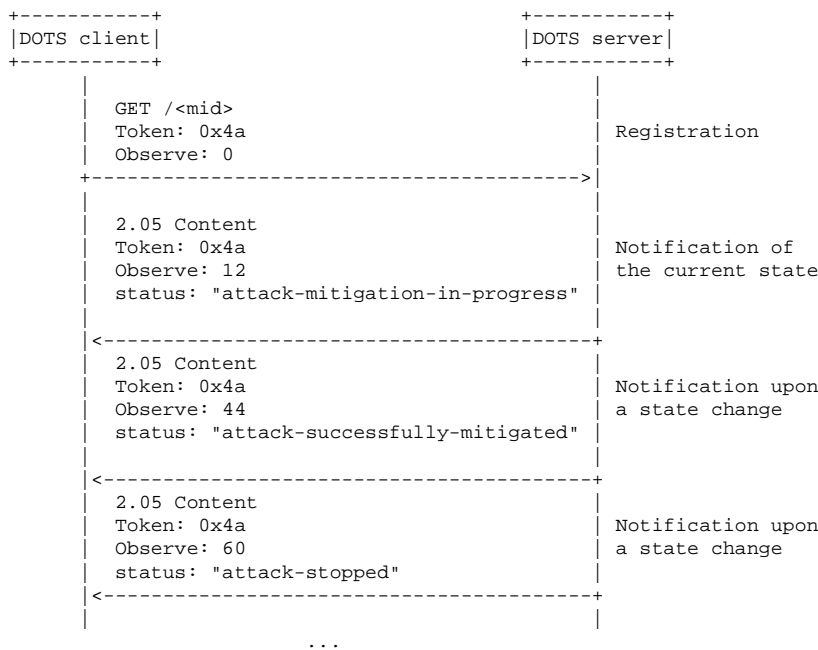 DOTS client DOTS server
GET /<mid>
Token: 0x4a Registration
Observe: 0
2.05 Content
Token: 0x4a Notification of
Observe: 12 the current state
status: "attack-mitigation-in-progress"
2.05 Content
Token: 0x4a Notification upon
Observe: 44 a state change
status: "attack-successfully-mitigated"
2.05 Content
Token: 0x4a Notification upon
Observe: 60 a state change
status: "attack-stopped"
...